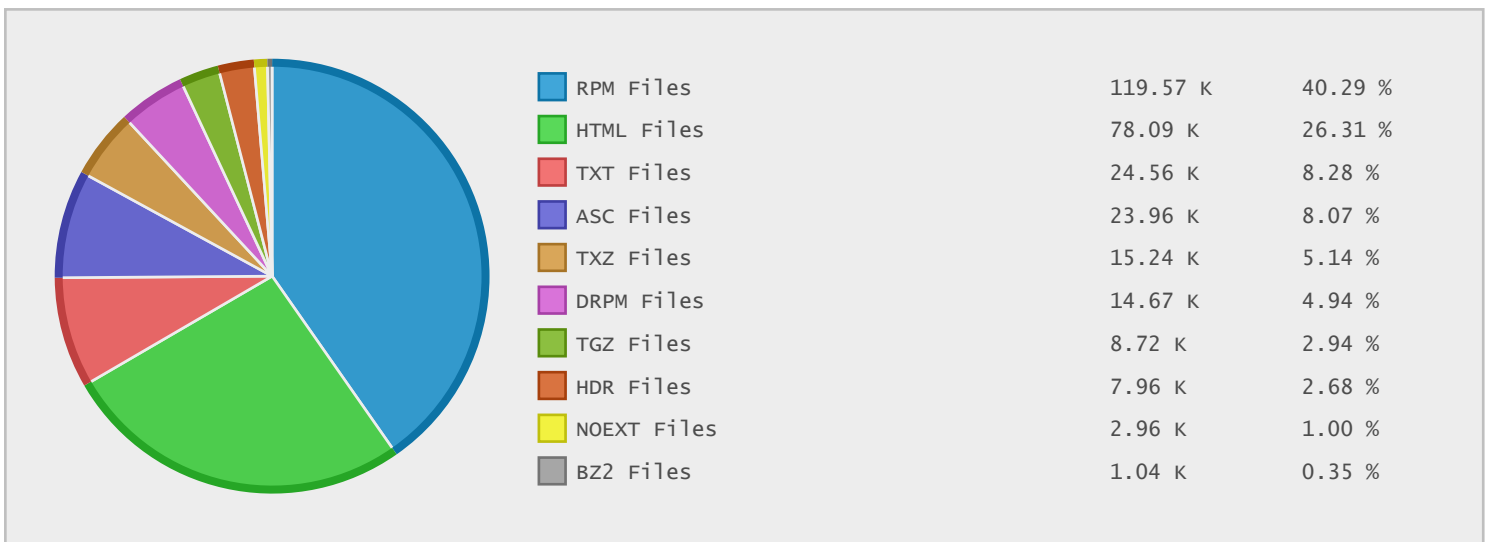 RPM Files 119.57 K 40.29 %
HTML Files 78.09 K 26.31 %
TXT Files 24.56 K 8.28 %
ASC Files 23.96 K 8.07 %
TXZ Files 15.24 K 5.14 %
DRPM Files 14.67 K 4.94 %
TGZ Files 8.72 K 2.94 %
HDR Files 7.96 K 2.68 %
NOEXT Files 2.96 K 1.00 %
BZ2 Files 1.04 K 0.35 %